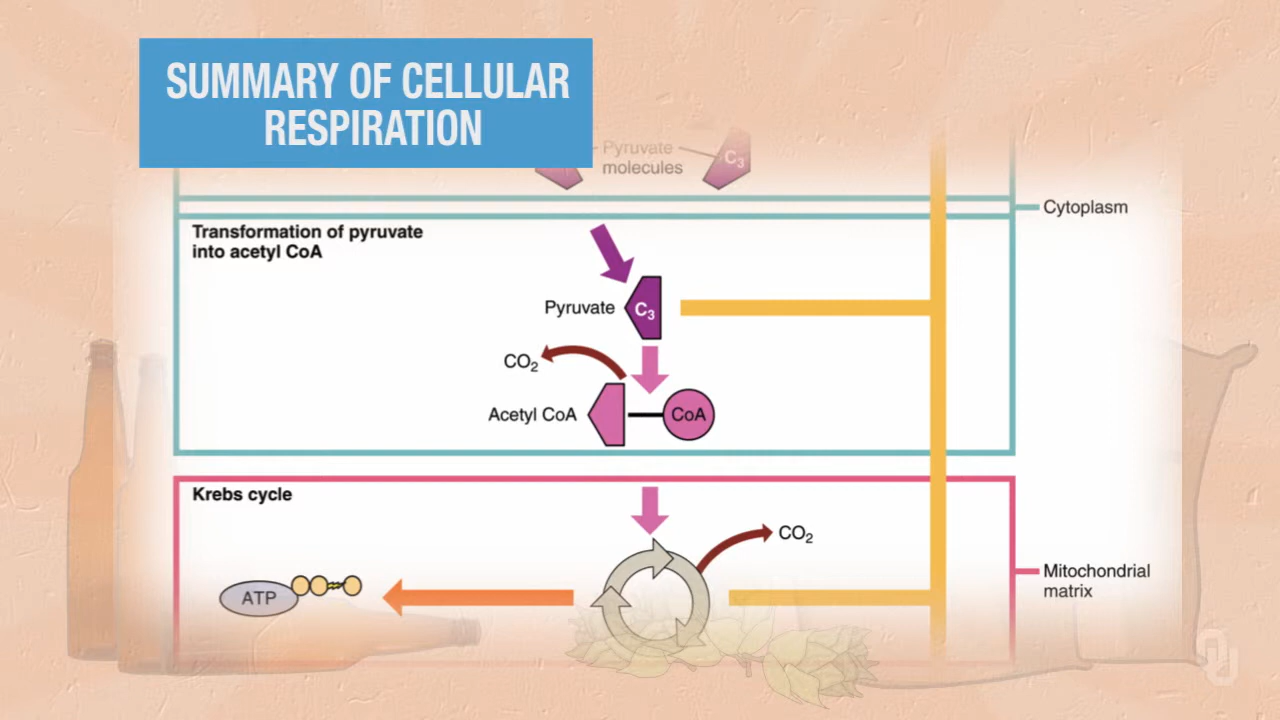 SUMMARY OF CELLULAR
RESPIRATION
Pyruvate
molecules
C3
Cytoplasm
Transformation of pyruvate
into acetyl CoA
Pyruvate
C3
CO2
Acetyl CoA
CoA
Krebs cycle
CO2
ATP
Mitochondrial
matrix
OU